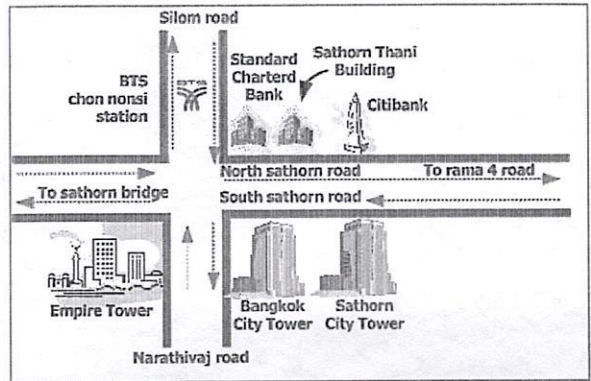 Silom road
Standard
Charterd
Bank
Sathorn Thani
Building
BTS
chon nonsi
station
BTS
Citibank
North sathorn road
To rama 4 road
To sathorn bridge
South sathorn road
Empire Tower
Bangkok
City Tower
Sathorn
City Tower
Narathivaj road